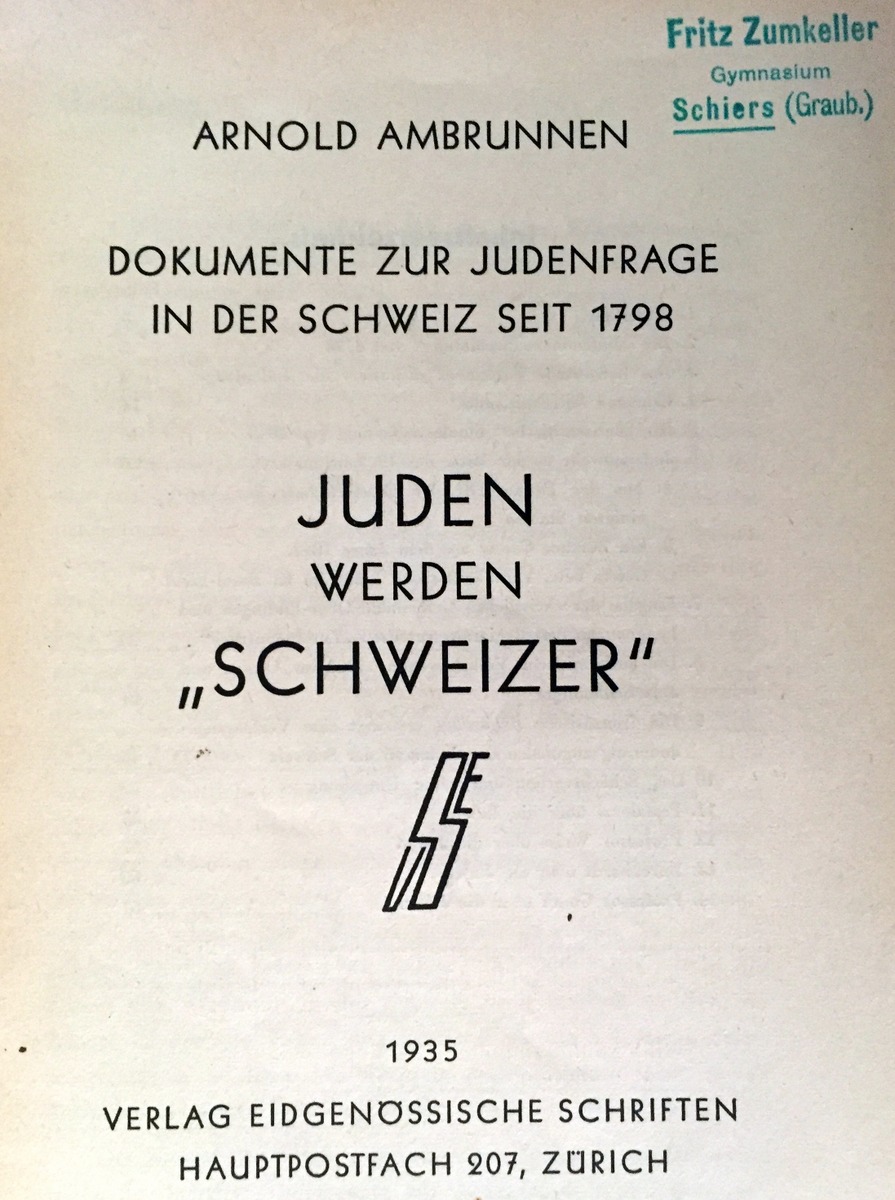 Fritz Zumkeller
Gymnasium
Schiers (Graub.)
ARNOLD AMBRUNNEN
DOKUMENTE ZUR JUDENFRAGE
IN DER SCHWEIZ SEIT 1798
JUDEN
WERDEN
„SCHWEIZER“
1935
VERLAG EIDGENÖSSISCHE SCHRIFTEN
HAUPTPOSTFACH 207, ZÜRICH